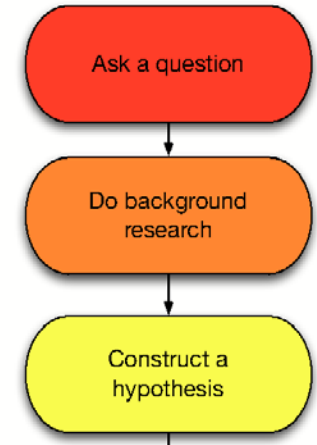 Ask a question
Do background
research
Construct a
hypothesis